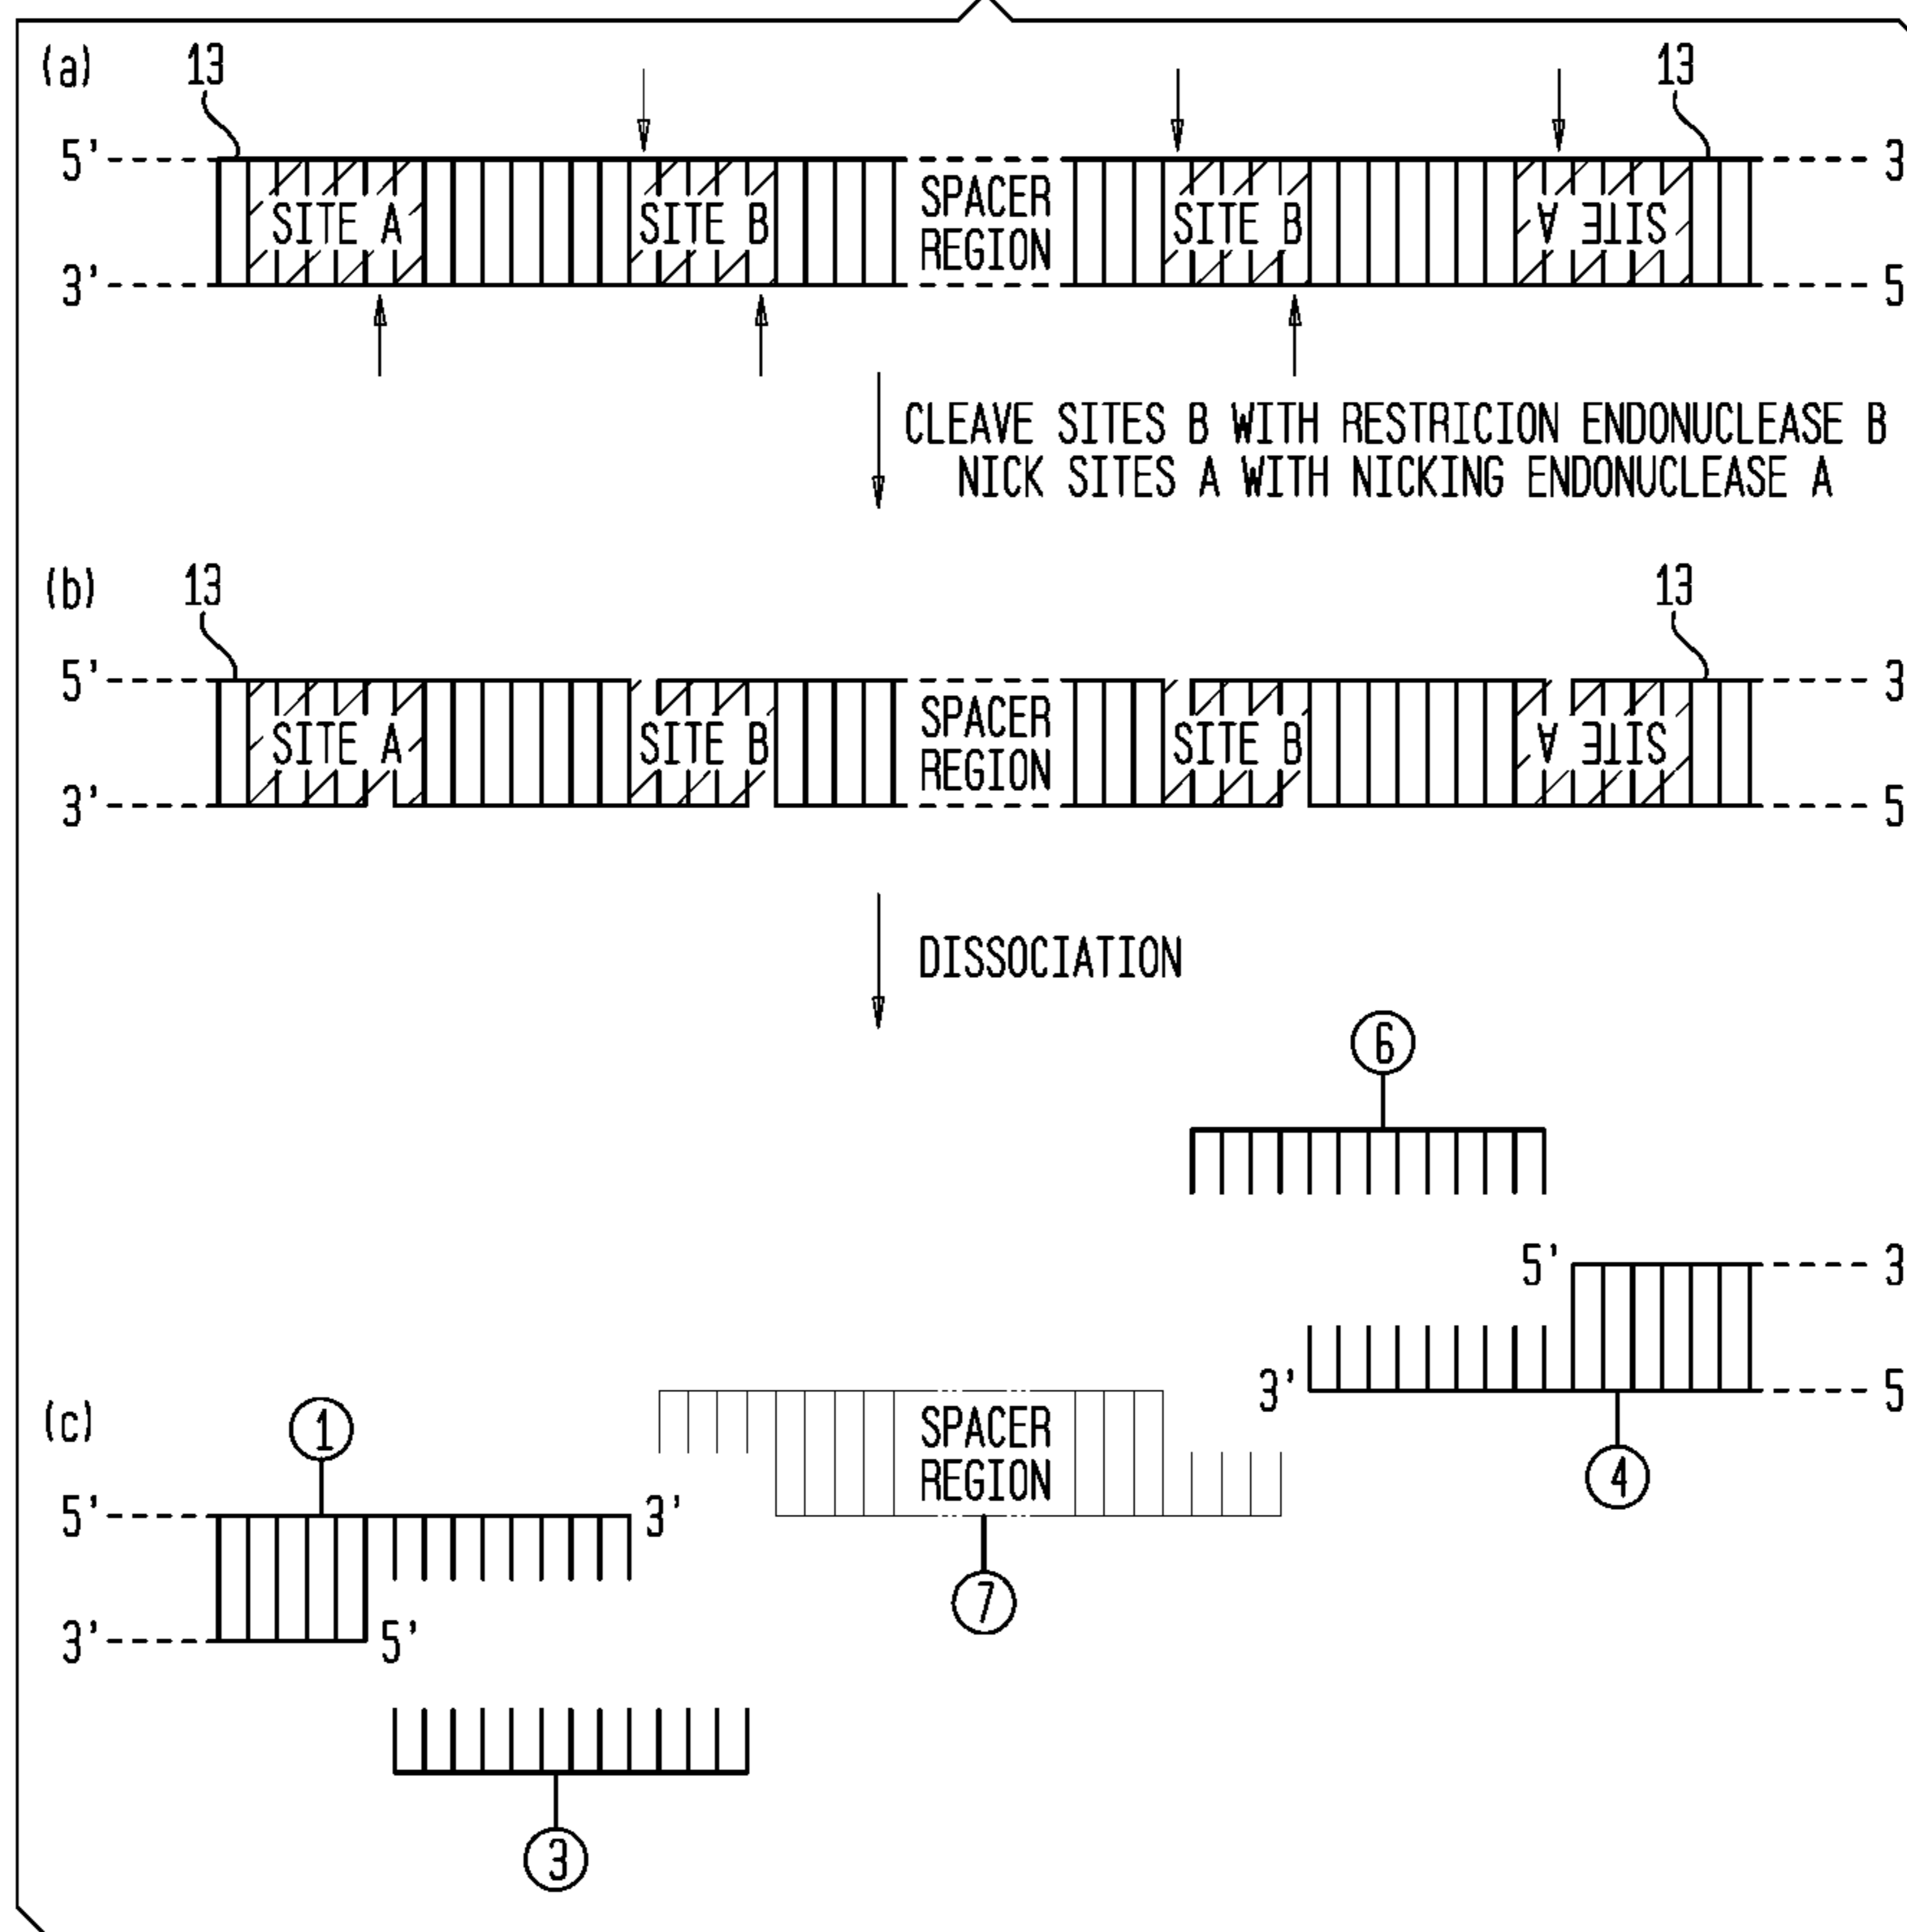 (a) 13 13
5' 3
SITE A SITE B SPACER REGION SITE B SITE A
3' 5
CLEAVE SITES B WITH RESTRICION ENDONUCLEASE B
NICK SITES A WITH NICKING ENDONUCLEASE A
(b) 13 13
5' 3
SITE A SITE B SPACER REGION SITE B SITE A
3' 5
DISSOCIATION
6
5' 3
3' 5
(c) 1
SPACER
REGION
4
5' 3'
7
3' 5'
3